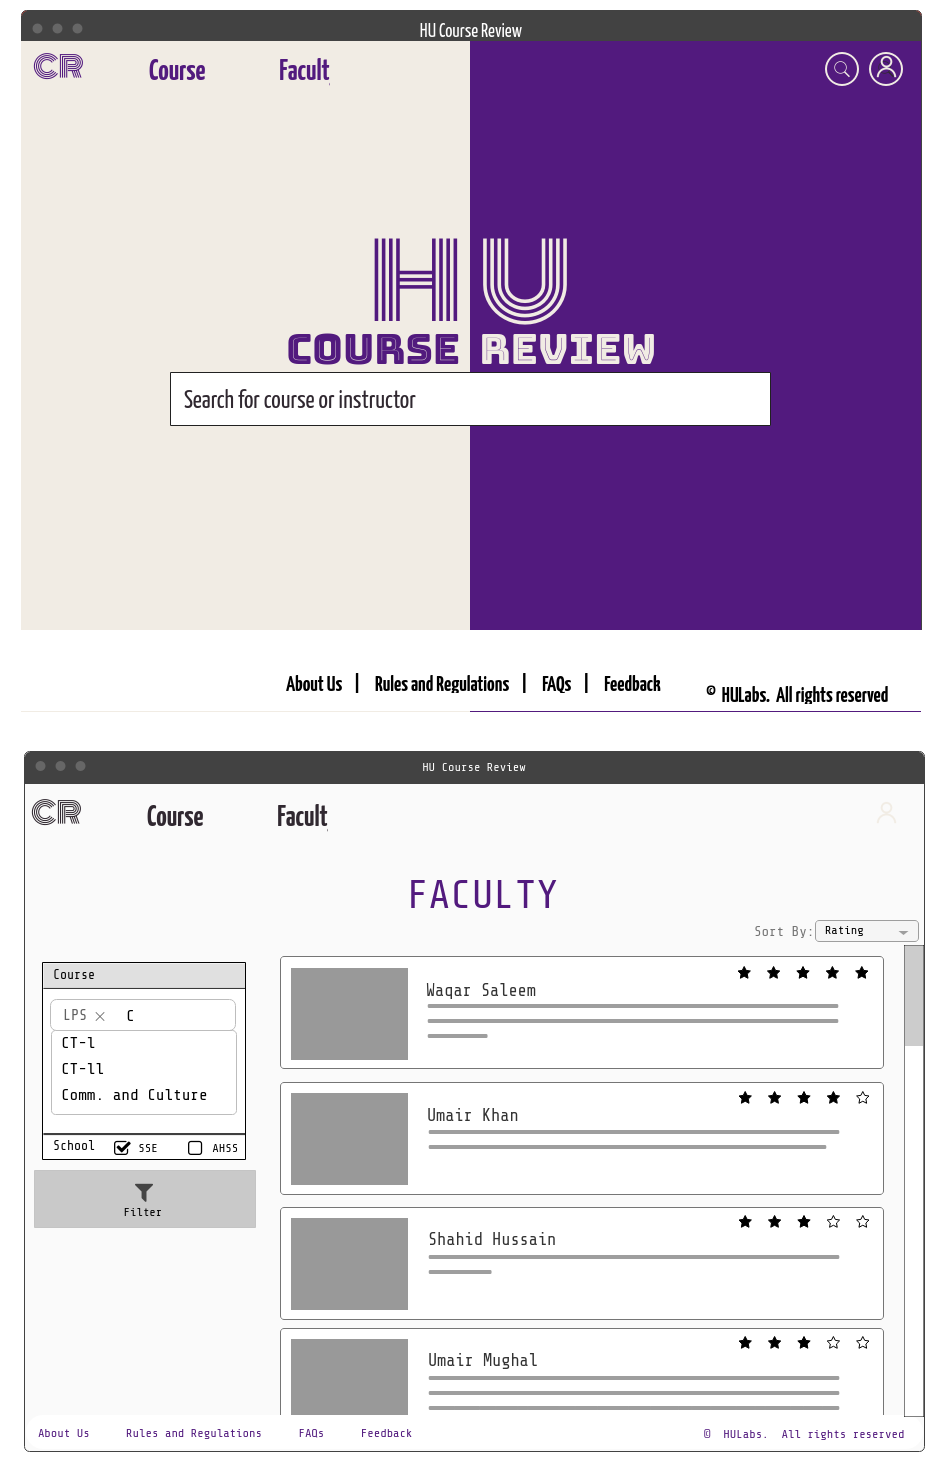 HU Course Review
CR Course Facult
HU
COURSE REVIEW
Search for course or instructor
About Us | Rules and Regulations | FAQs | Feedback
© HULabs. All rights reserved
HU Course Review
CR Course Facult
FACULTY
Sort By: Rating
Course
LPS × C
CT-l
CT-ll
Comm. and Culture
School SSE AHSS
Filter
Waqar Saleem
Umair Khan
Shahid Hussain
Umair Mughal
About Us Rules and Regulations FAQs Feedback © HULabs. All rights reserved